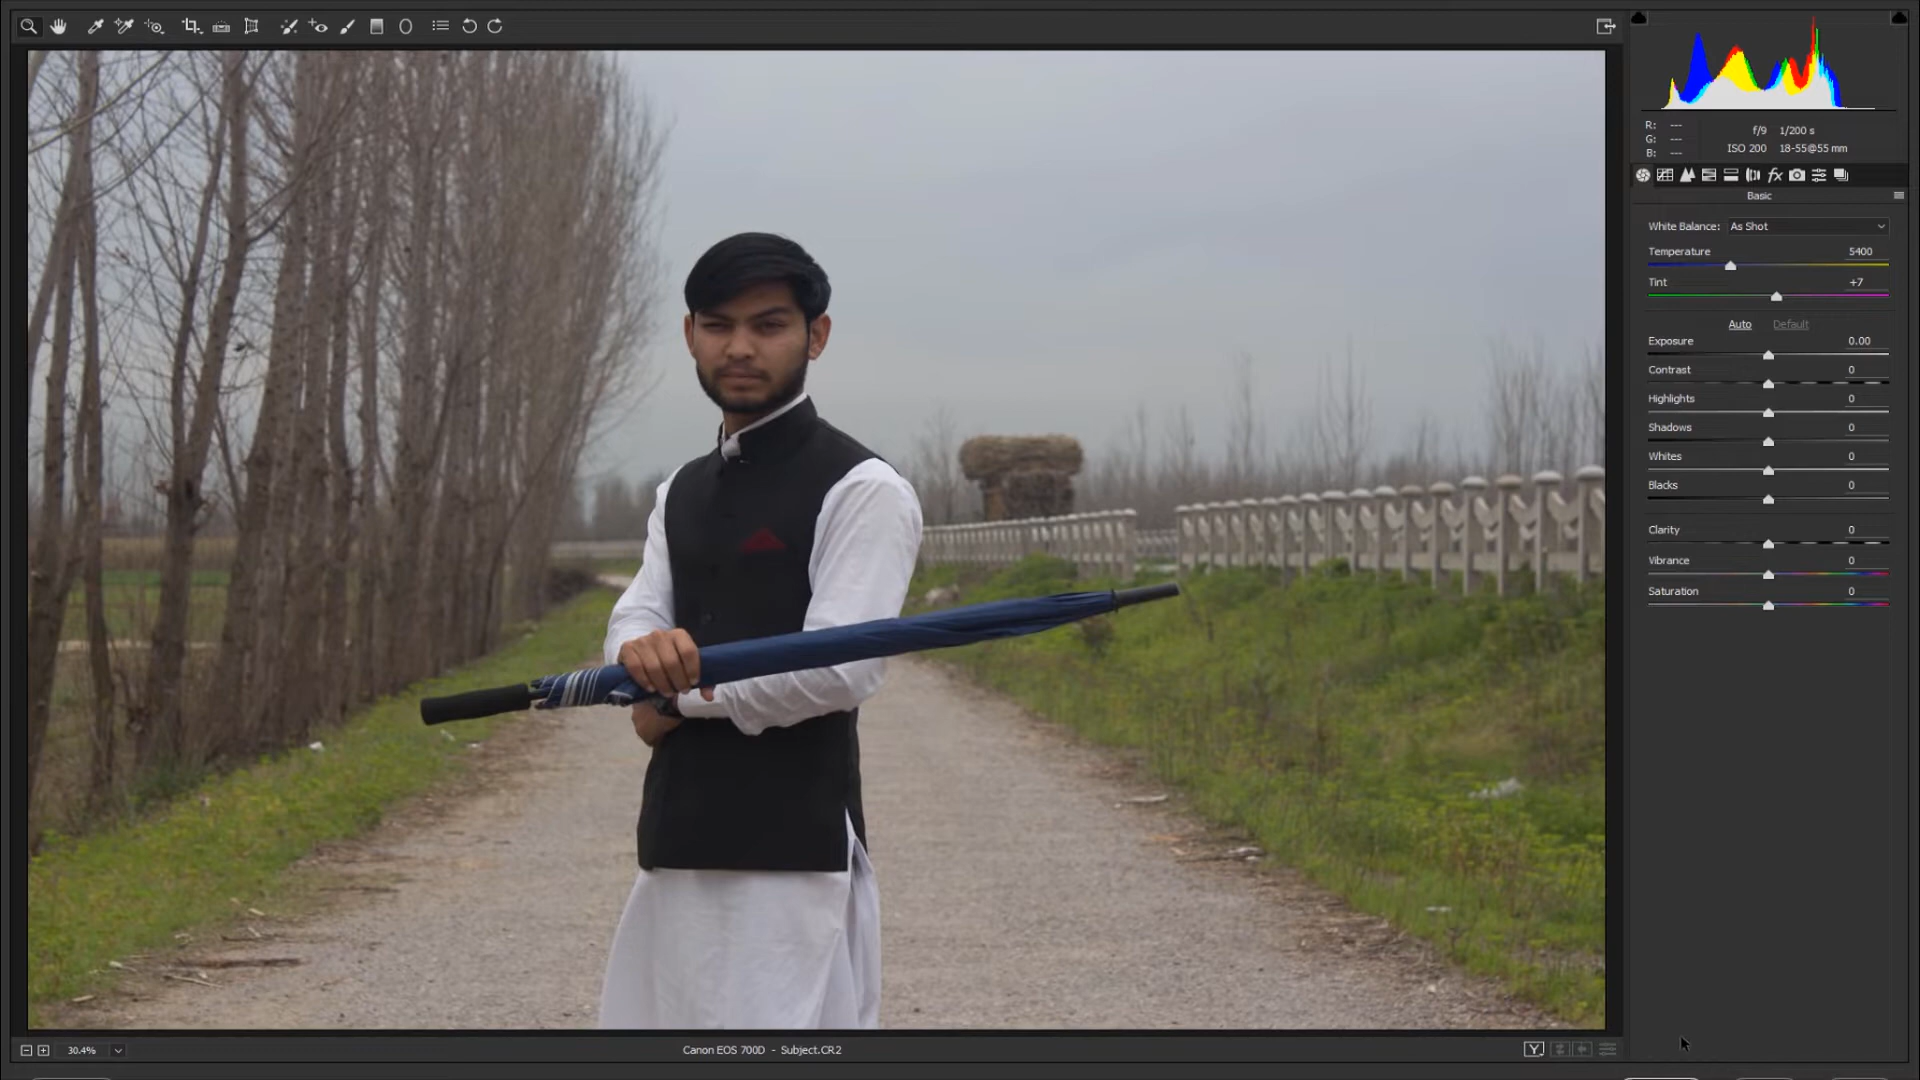 R: ---
G: ---
B: ---
f/9 1/200 s
ISO 200 18-55@55 mm
fx
Basic
White Balance: As Shot
Temperature 5400
Tint +7
Auto Default
Exposure 0.00
Contrast 0
Highlights 0
Shadows 0
Whites 0
Blacks 0
Clarity 0
Vibrance 0
Saturation 0
30.4%
Canon EOS 700D - Subject.CR2
Y